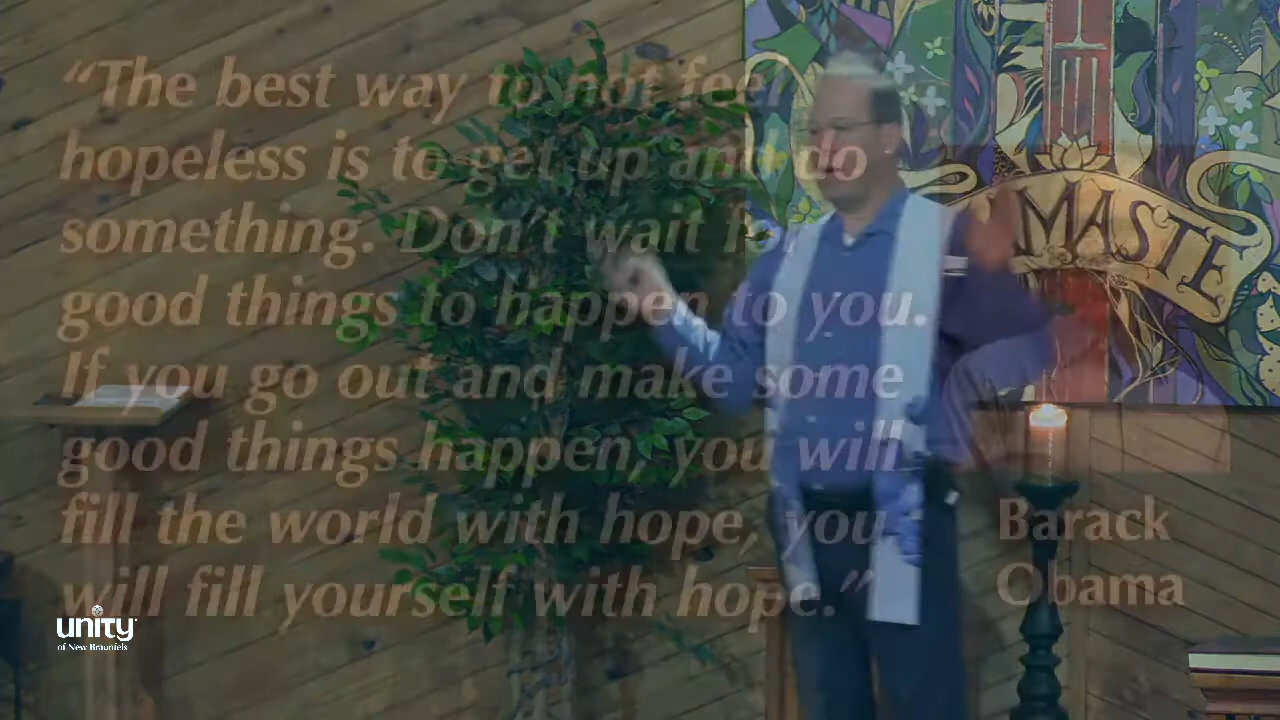 “The best way to not feel
hopeless is to get up and do
something. Don’t wait for
good things to happen to you.
If you go out and make some
good things happen, you will
fill the world with hope, you
will fill yourself with hope.”
Barack
Obama
MASTE
unity
of New Braunfels